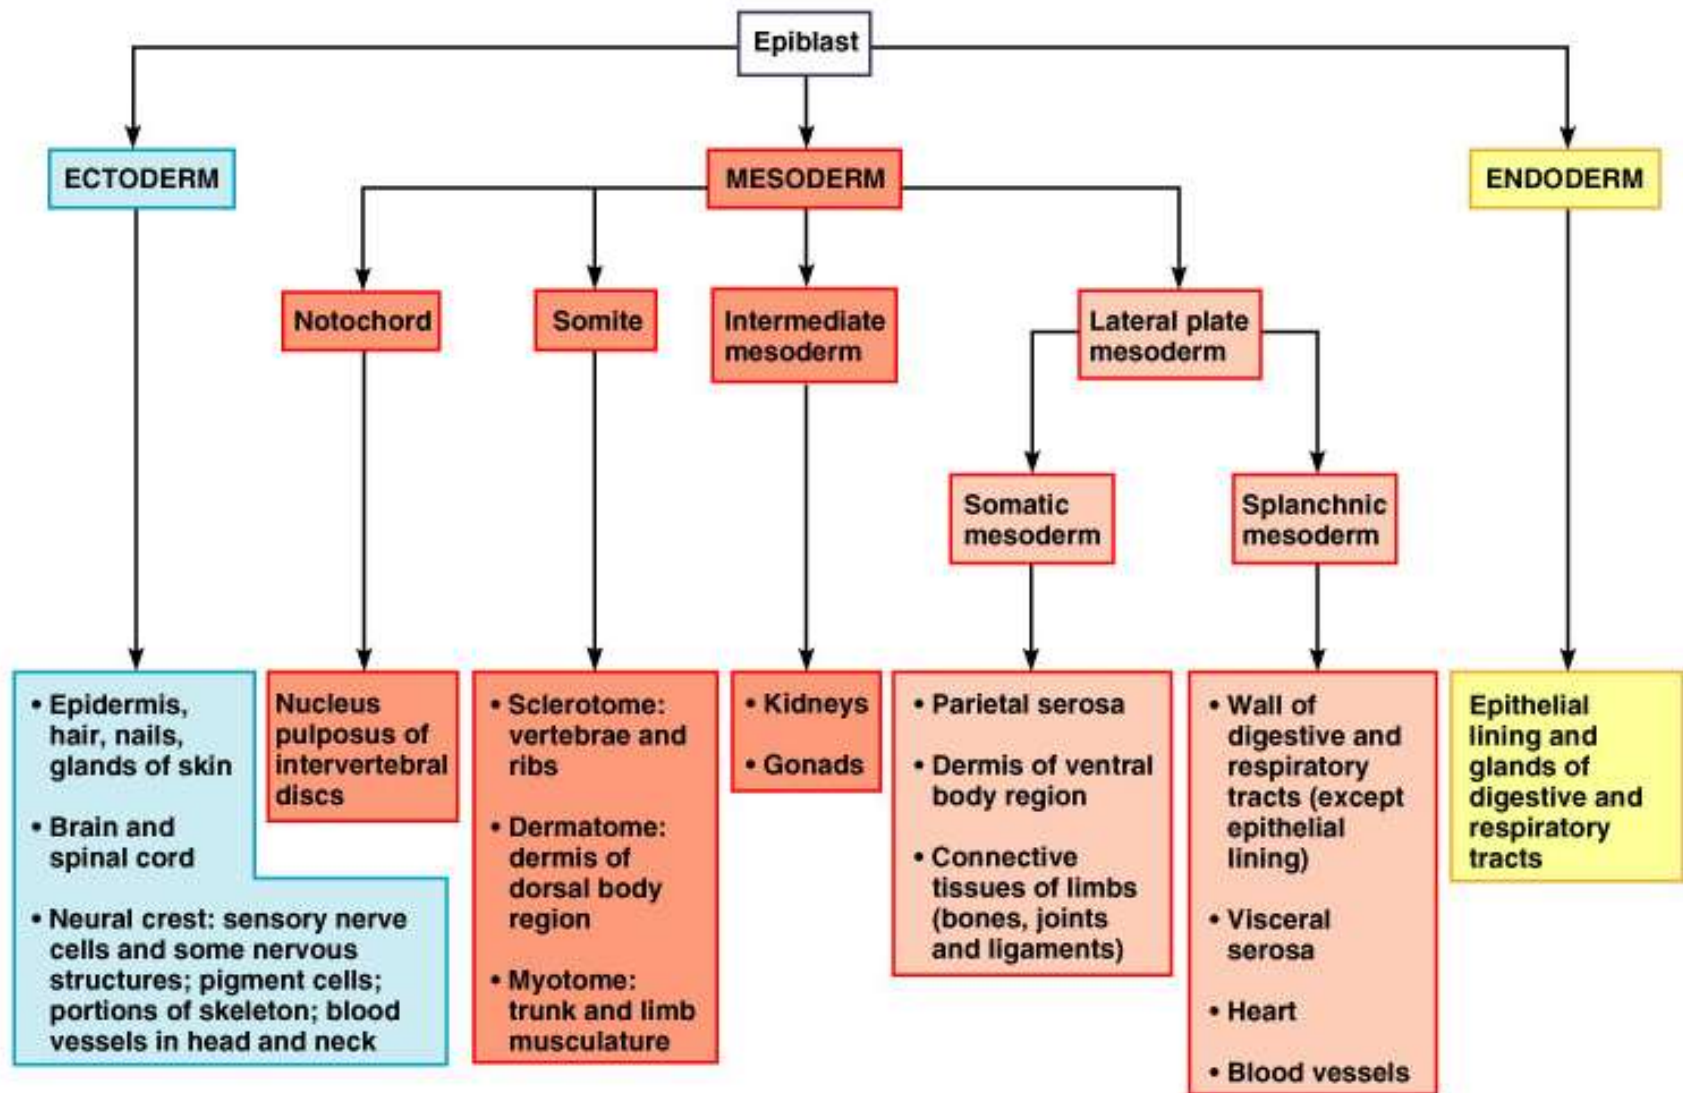 Epiblast
ECTODERM
MESODERM
ENDODERM
Notochord
Somite
Intermediate
mesoderm
Lateral plate
mesoderm
Somatic
mesoderm
Splanchnic
mesoderm
• Epidermis,
hair, nails,
glands of skin
• Brain and
spinal cord
• Neural crest: sensory nerve
cells and some nervous
structures; pigment cells;
portions of skeleton; blood
vessels in head and neck
Nucleus
pulposus of
intervertebral
discs
• Sclerotome:
vertebrae and
ribs
• Dermatome:
dermis of
dorsal body
region
• Myotome:
trunk and limb
musculature
• Kidneys
• Gonads
• Parietal serosa
• Dermis of ventral
body region
• Connective
tissues of limbs
(bones, joints
and ligaments)
• Wall of
digestive and
respiratory
tracts (except
epithelial
lining)
• Visceral
serosa
• Heart
• Blood vessels
Epithelial
lining and
glands of
digestive and
respiratory
tracts